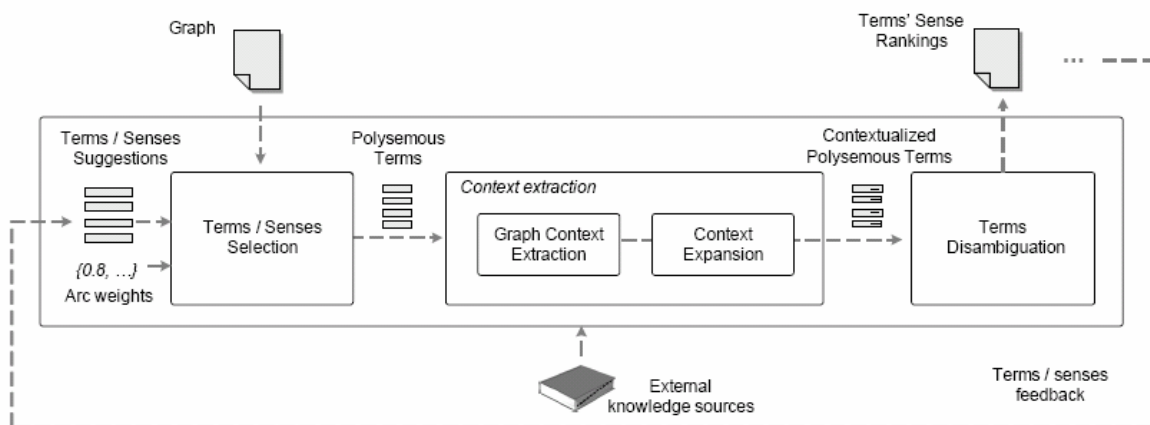 Graph
Terms' Sense
Rankings
...
Terms / Senses
Suggestions
Polysemous
Terms
Contextualized
Polysemous Terms
Context extraction
Terms / Senses
Selection
Graph Context
Extraction
Context
Expansion
Terms
Disambiguation
{0.8, ...}
Arc weights
External
knowledge sources
Terms / senses
feedback